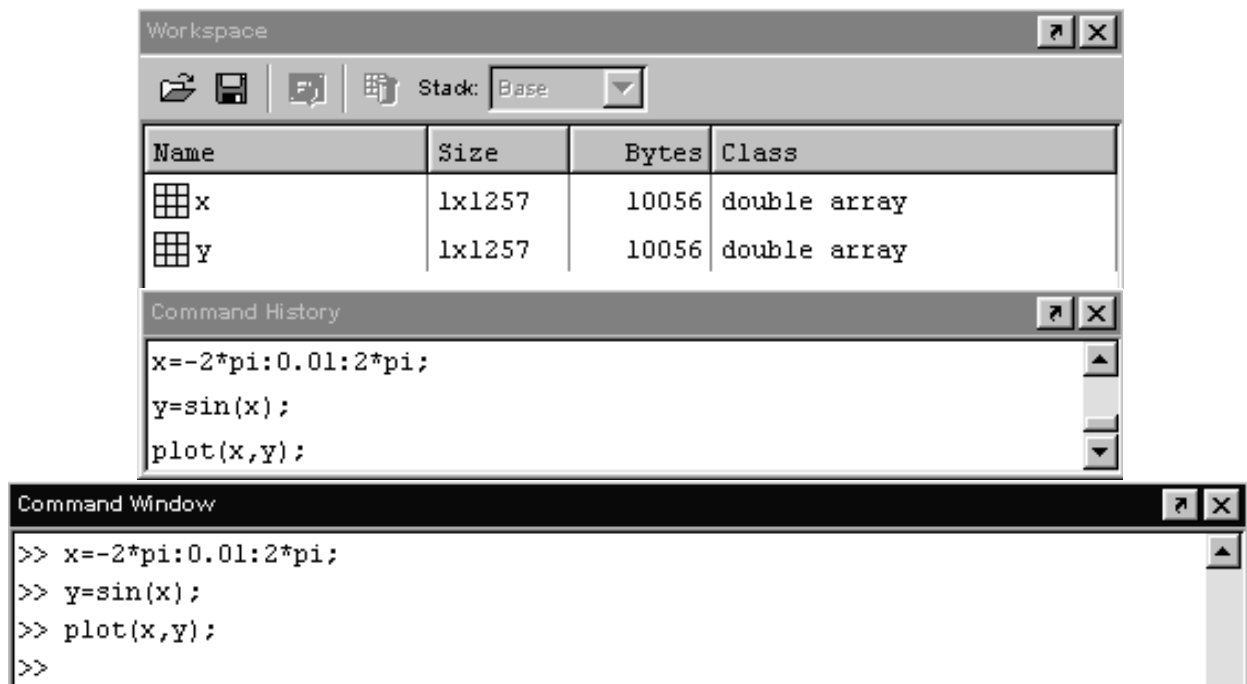 Workspace
Stack: Base
Name Size Bytes Class
x 1x1257 10056 double array
y 1x1257 10056 double array
Command History
x=-2*pi:0.01:2*pi;
y=sin(x);
plot(x,y);
Command Window
>> x=-2*pi:0.01:2*pi;
>> y=sin(x);
>> plot(x,y);
>>